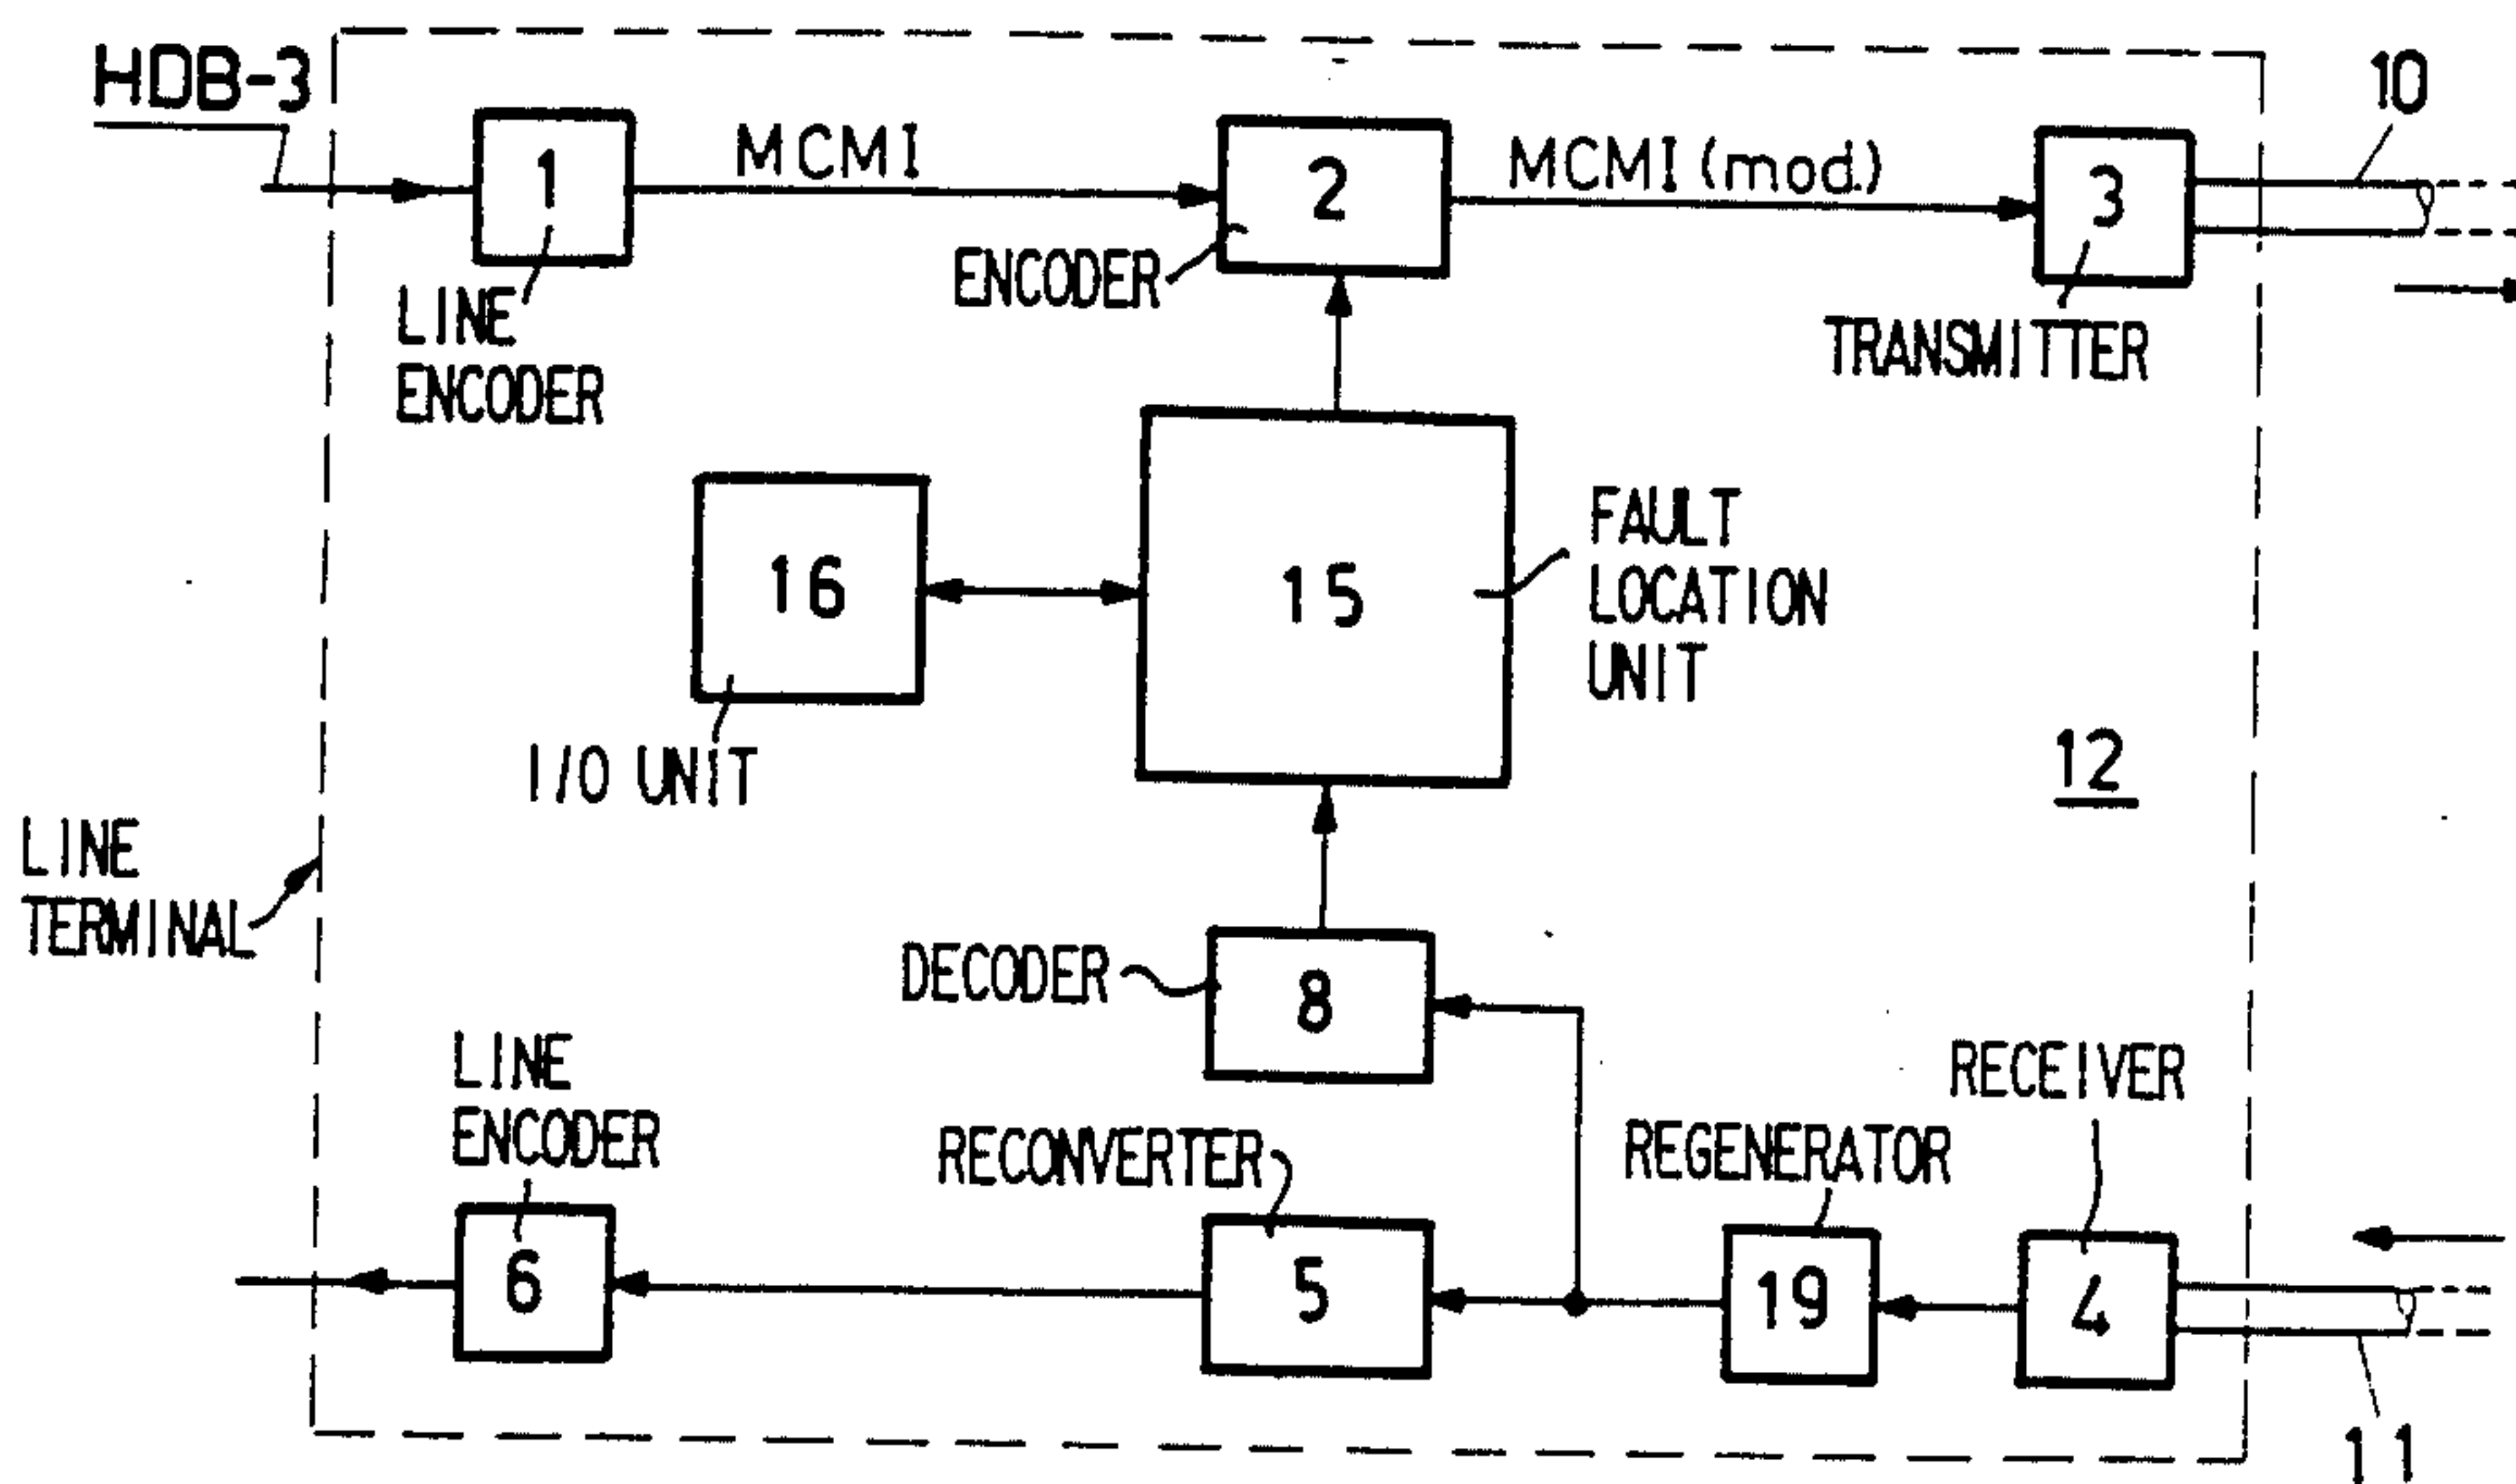 HDB-3
10
1
MCMI
2
MCMI (mod.)
3
ENCODER
LINE
ENCODER
TRANSMITTER
16
15
FAULT
LOCATION
UNIT
I/O UNIT
12
LINE
TERMINAL
DECODER
8
LINE
ENCODER
RECONVERTER
REGENERATOR
RECEIVER
6
5
19
4
11